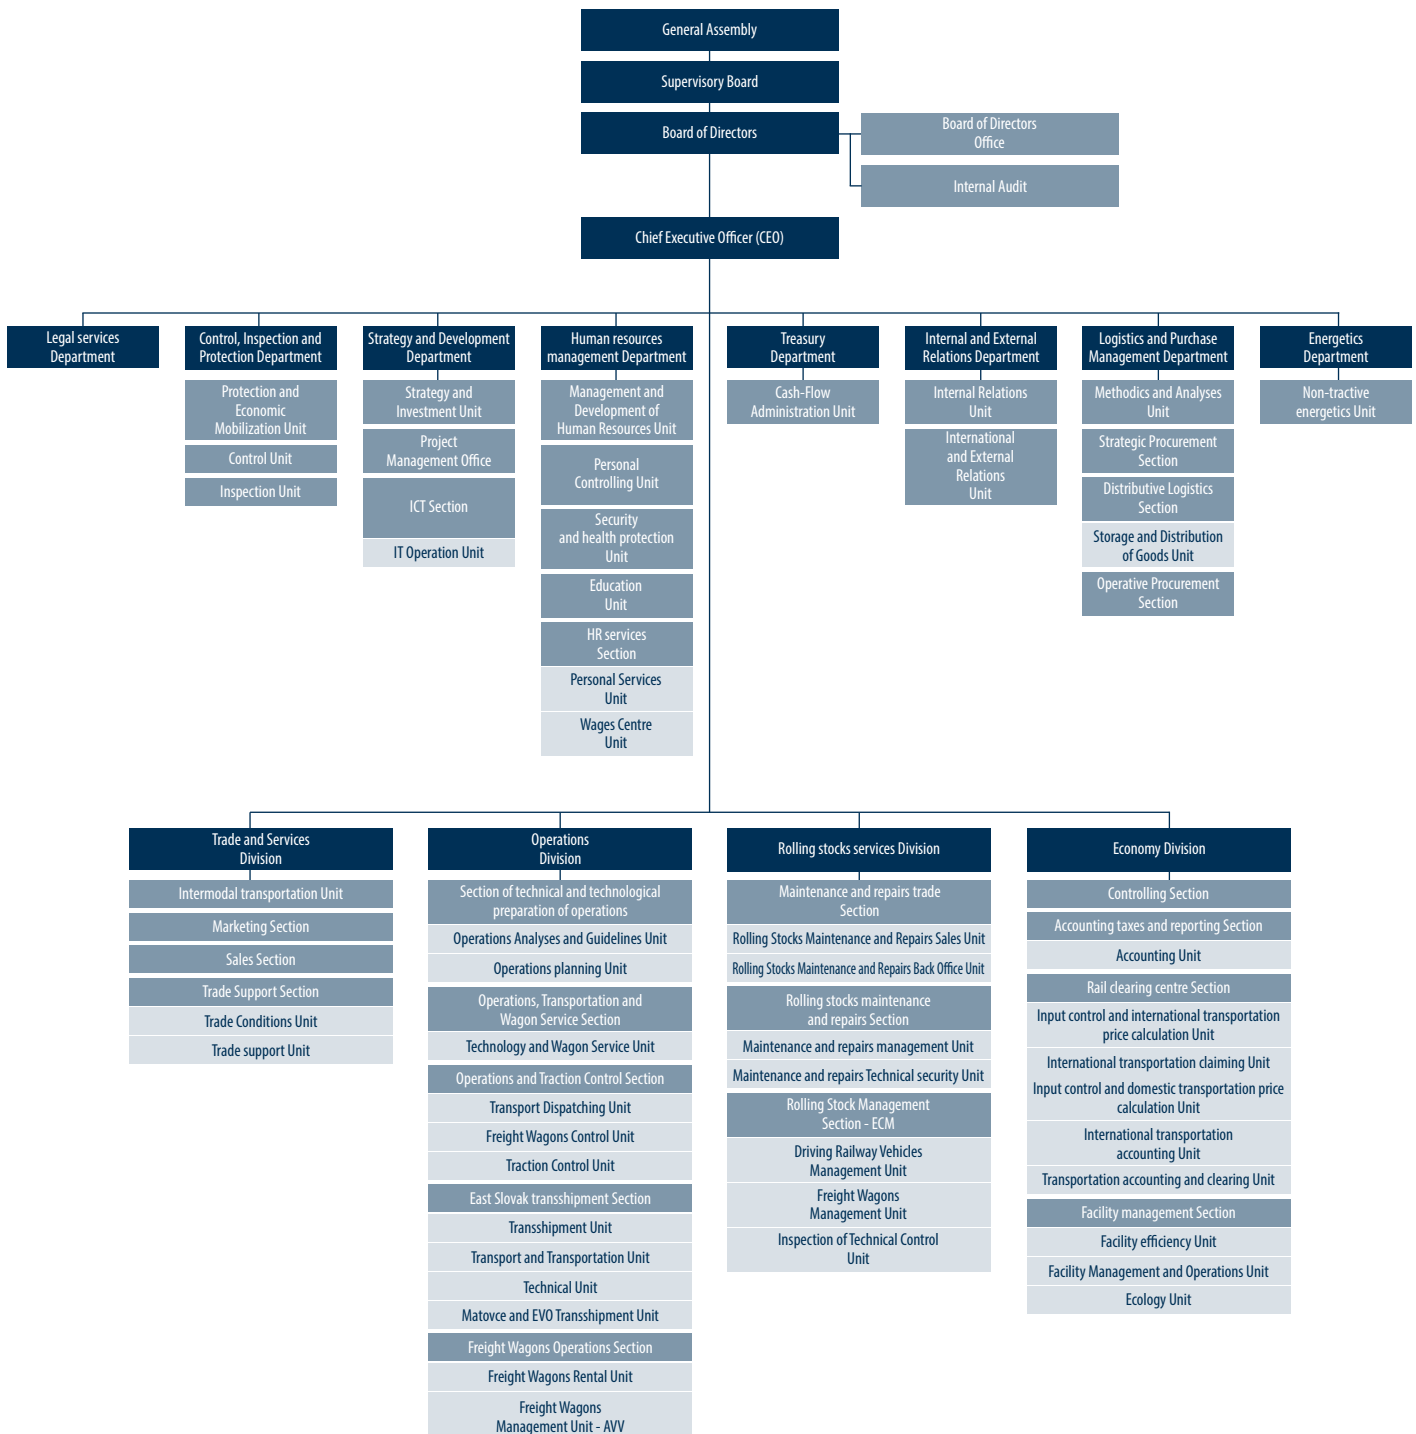 General Assembly
Supervisory Board
Board of Directors
Board of Directors
Office
Internal Audit
Chief Executive Officer (CEO)
Legal services
Department
Control, Inspection and
Protection Department
Protection and
Economic
Mobilization Unit
Control Unit
Inspection Unit
Strategy and Development
Department
Strategy and
Investment Unit
Project
Management Office
ICT Section
IT Operation Unit
Human resources
management Department
Management and
Development of
Human Resources Unit
Personal
Controlling Unit
Security
and health protection
Unit
Education
Unit
HR services
Section
Personal Services
Unit
Wages Centre
Unit
Treasury
Department
Cash-Flow
Administration Unit
Internal and External
Relations Department
Internal Relations
Unit
International
and External
Relations
Unit
Logistics and Purchase
Management Department
Methodics and Analyses
Unit
Strategic Procurement
Section
Distributive Logistics
Section
Storage and Distribution
of Goods Unit
Operative Procurement
Section
Energetics
Department
Non-tractive
energetics Unit
Trade and Services
Division
Intermodal transportation Unit
Marketing Section
Sales Section
Trade Support Section
Trade Conditions Unit
Trade support Unit
Operations
Division
Section of technical and technological
preparation of operations
Operations Analyses and Guidelines Unit
Operations planning Unit
Operations, Transportation and
Wagon Service Section
Technology and Wagon Service Unit
Operations and Traction Control Section
Transport Dispatching Unit
Freight Wagons Control Unit
Traction Control Unit
East Slovak transshipment Section
Transshipment Unit
Transport and Transportation Unit
Technical Unit
Matovce and EVO Transshipment Unit
Freight Wagons Operations Section
Freight Wagons Rental Unit
Freight Wagons
Management Unit - AVV
Rolling stocks services Division
Maintenance and repairs trade
Section
Rolling Stocks Maintenance and Repairs Sales Unit
Rolling Stocks Maintenance and Repairs Back Office Unit
Rolling stocks maintenance
and repairs Section
Maintenance and repairs management Unit
Maintenance and repairs Technical security Unit
Rolling Stock Management
Section - ECM
Driving Railway Vehicles
Management Unit
Freight Wagons
Management Unit
Inspection of Technical Control
Unit
Economy Division
Controlling Section
Accounting taxes and reporting Section
Accounting Unit
Rail clearing centre Section
Input control and international transportation
price calculation Unit
International transportation claiming Unit
Input control and domestic transportation price
calculation Unit
International transportation
accounting Unit
Transportation accounting and clearing Unit
Facility management Section
Facility efficiency Unit
Facility Management and Operations Unit
Ecology Unit